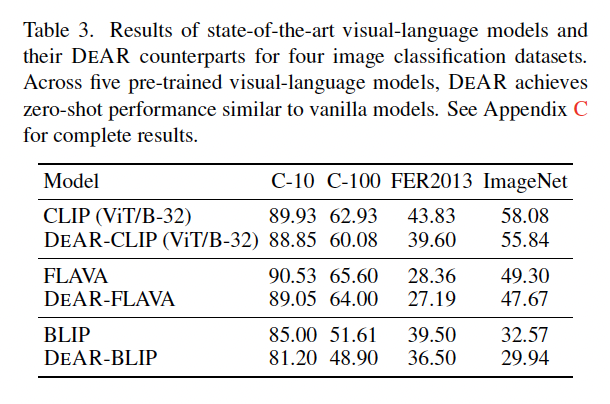 Table 3. Results of state-of-the-art visual-language models and
their DEAR counterparts for four image classification datasets.
Across five pre-trained visual-language models, DEAR achieves
zero-shot performance similar to vanilla models. See Appendix C
for complete results.
Model C-10 C-100 FER2013 ImageNet
CLIP (ViT/B-32) 89.93 62.93 43.83 58.08
DEAR-CLIP (ViT/B-32) 88.85 60.08 39.60 55.84
FLAVA 90.53 65.60 28.36 49.30
DEAR-FLAVA 89.05 64.00 27.19 47.67
BLIP 85.00 51.61 39.50 32.57
DEAR-BLIP 81.20 48.90 36.50 29.94